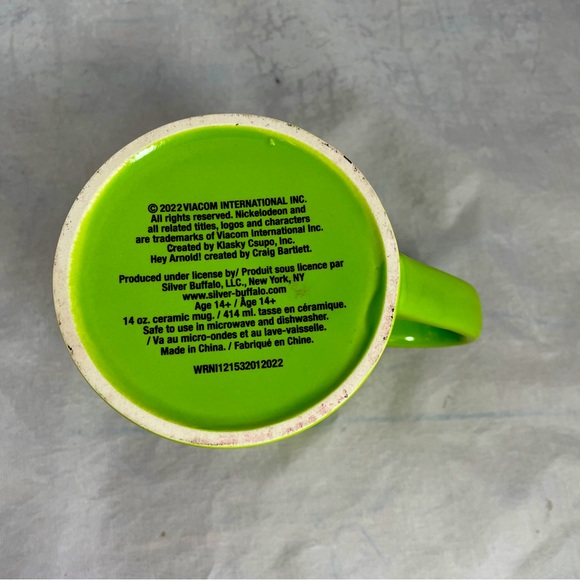 © 2022 VIACOM INTERNATIONAL INC.
All rights reserved. Nickelodeon and
all related titles, logos and characters
are trademarks of Viacom International Inc.
Created by Klasky Csupo, Inc.
Hey Arnold! created by Craig Bartlett.
Produced under license by/ Produit sous licence par
Silver Buffalo, LLC., New York, NY
www.silver-buffalo.com
Age 14+ / Âge 14+
14 oz. ceramic mug. / 414 ml. tasse en céramique.
Safe to use in microwave and dishwasher.
/ Va au micro-ondes et au lave-vaisselle.
Made in China. / Fabriqué en Chine.
WRNI121532012022